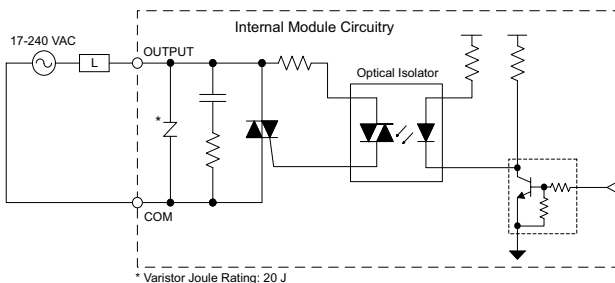 Internal Module Circuitry
17-240 VAC
L
OUTPUT
Optical Isolator
*
COM
* Varistor Joule Rating: 20 J